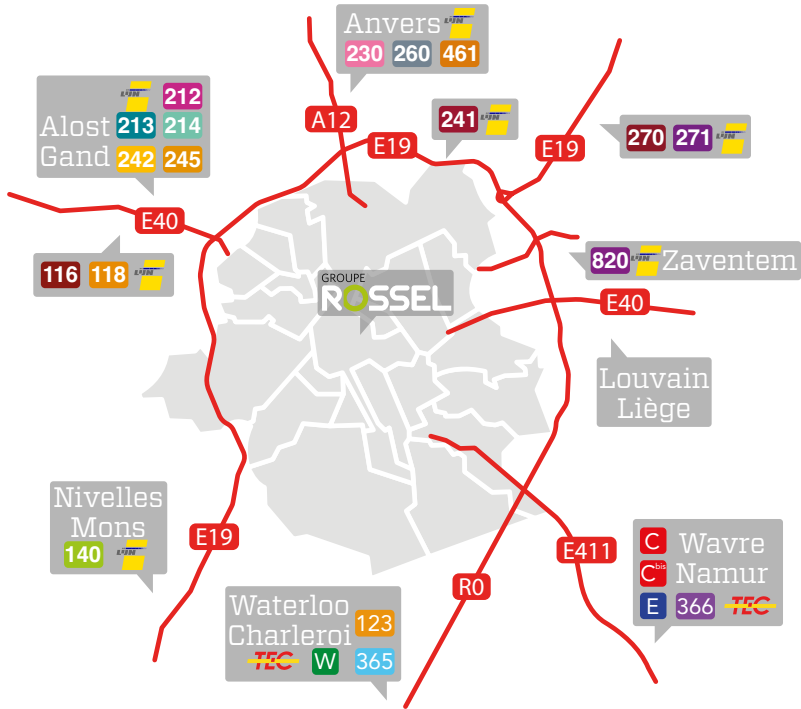 Anvers
230 260 461
212
Alost 213 214
Gand 242 245
A12
E19
241
E19
270 271
E40
116 118
820 Zaventem
GROUPE
ROSSEL
E40
Louvain
Liège
Nivelles
Mons
140
E19
E411
R0
Waterloo
Charleroi 123
TEC W 365
C Wavre
Cbis Namur
E 366 TEC